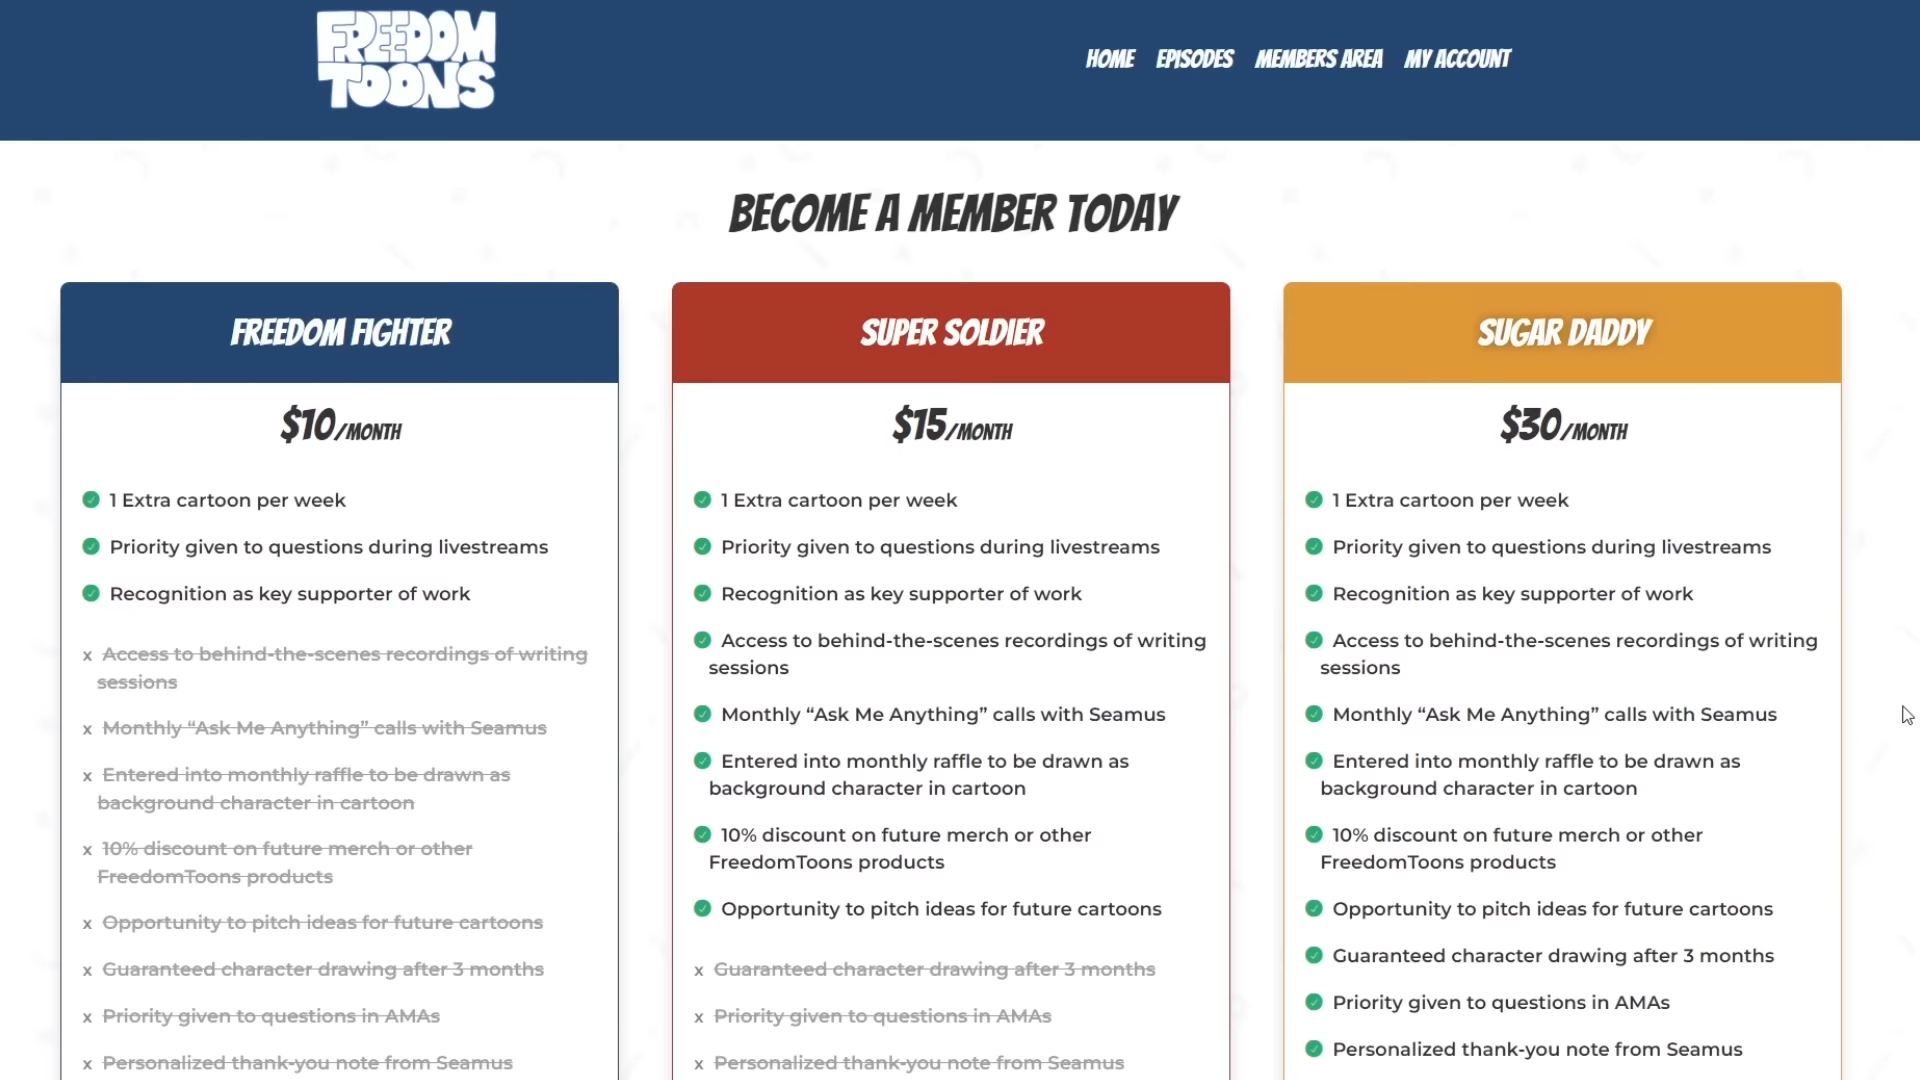 FREEDOM
TOONS
HOME EPISODES MEMBERS AREA MY ACCOUNT
BECOME A MEMBER TODAY
FREEDOM FIGHTER
$10/MONTH
1 Extra cartoon per week
Priority given to questions during livestreams
Recognition as key supporter of work
x Access to behind-the-scenes recordings of writing
sessions
x Monthly “Ask Me Anything” calls with Seamus
x Entered into monthly raffle to be drawn as
background character in cartoon
x 10% discount on future merch or other
FreedomToons products
x Opportunity to pitch ideas for future cartoons
x Guaranteed character drawing after 3 months
x Priority given to questions in AMAs
x Personalized thank-you note from Seamus
SUPER SOLDIER
$15/MONTH
1 Extra cartoon per week
Priority given to questions during livestreams
Recognition as key supporter of work
Access to behind-the-scenes recordings of writing
sessions
Monthly “Ask Me Anything” calls with Seamus
Entered into monthly raffle to be drawn as
background character in cartoon
10% discount on future merch or other
FreedomToons products
Opportunity to pitch ideas for future cartoons
x Guaranteed character drawing after 3 months
x Priority given to questions in AMAs
x Personalized thank-you note from Seamus
SUGAR DADDY
$30/MONTH
1 Extra cartoon per week
Priority given to questions during livestreams
Recognition as key supporter of work
Access to behind-the-scenes recordings of writing
sessions
Monthly “Ask Me Anything” calls with Seamus
Entered into monthly raffle to be drawn as
background character in cartoon
10% discount on future merch or other
FreedomToons products
Opportunity to pitch ideas for future cartoons
Guaranteed character drawing after 3 months
Priority given to questions in AMAs
Personalized thank-you note from Seamus